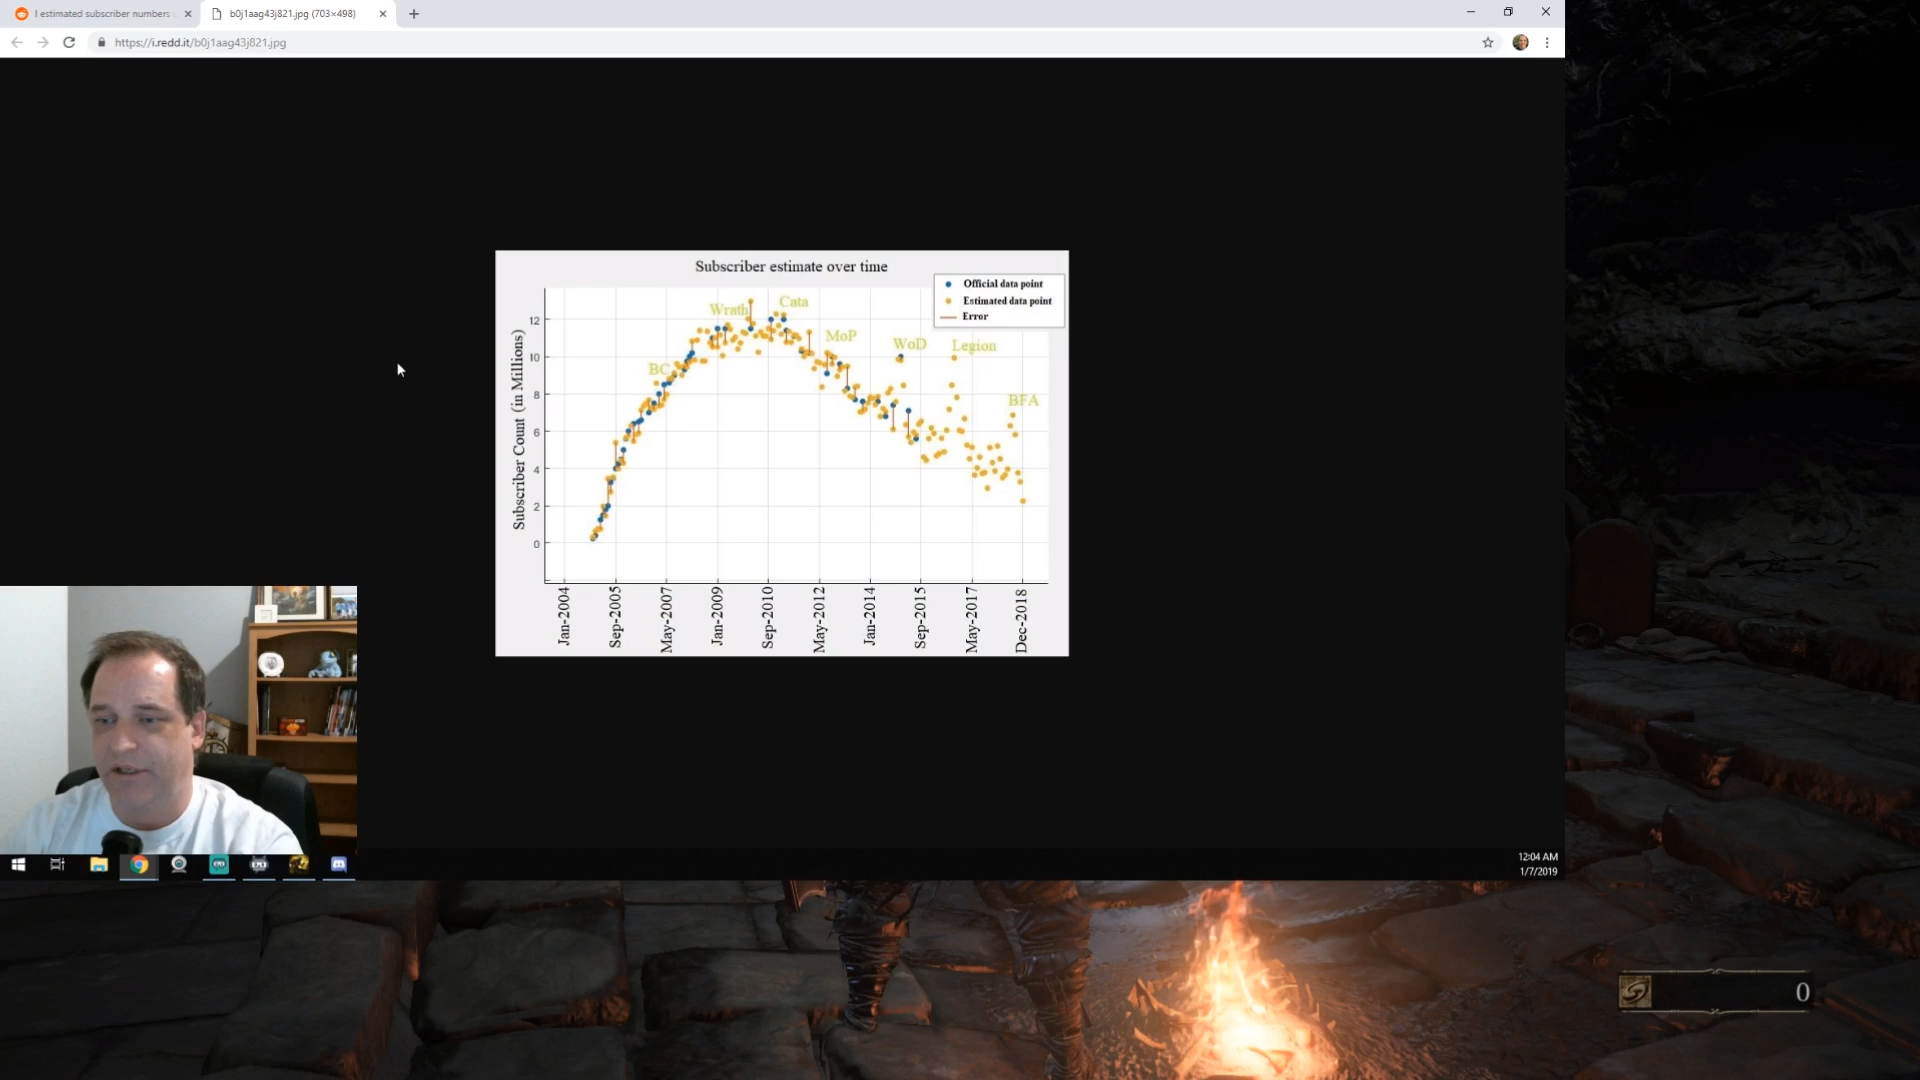 I estimated subscriber numbers
b0j1aag43j821.jpg (703×498)
https://i.redd.it/b0j1aag43j821.jpg
Subscriber estimate over time
Official data point
Estimated data point
Error
Wrath
Cata
MoP
WoD
Legion
BC
BFA
Subscriber Count (in Millions)
12
10
8
6
4
2
0
Jan-2004
Sep-2005
May-2007
Jan-2009
Sep-2010
May-2012
Jan-2014
Sep-2015
May-2017
Dec-2018
12:04 AM
1/7/2019
0